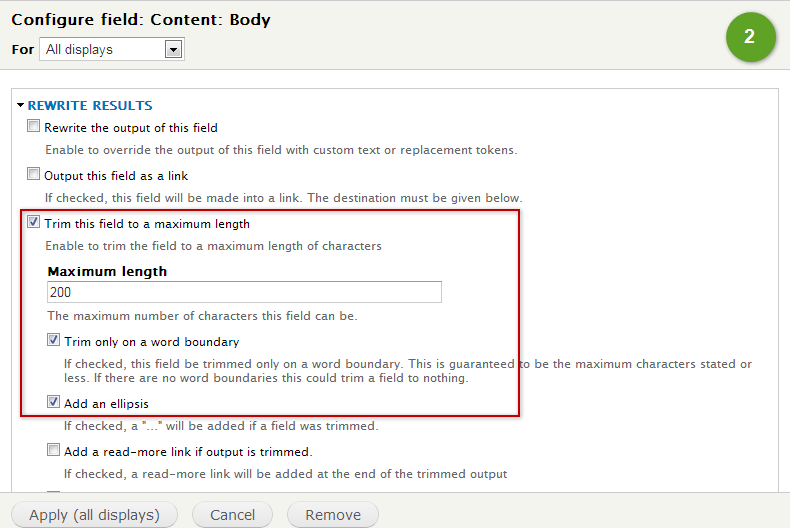 Configure field: Content: Body
For All displays
2
REWRITE RESULTS
Rewrite the output of this field
Enable to override the output of this field with custom text or replacement tokens.
Output this field as a link
If checked, this field will be made into a link. The destination must be given below.
Trim this field to a maximum length
Enable to trim the field to a maximum length of characters
Maximum length
200
The maximum number of characters this field can be.
Trim only on a word boundary
If checked, this field be trimmed only on a word boundary. This is guaranteed to be the maximum characters stated or
less. If there are no word boundaries this could trim a field to nothing.
Add an ellipsis
If checked, a "..." will be added if a field was trimmed.
Add a read-more link if output is trimmed.
If checked, a read-more link will be added at the end of the trimmed output
Apply (all displays) Cancel Remove